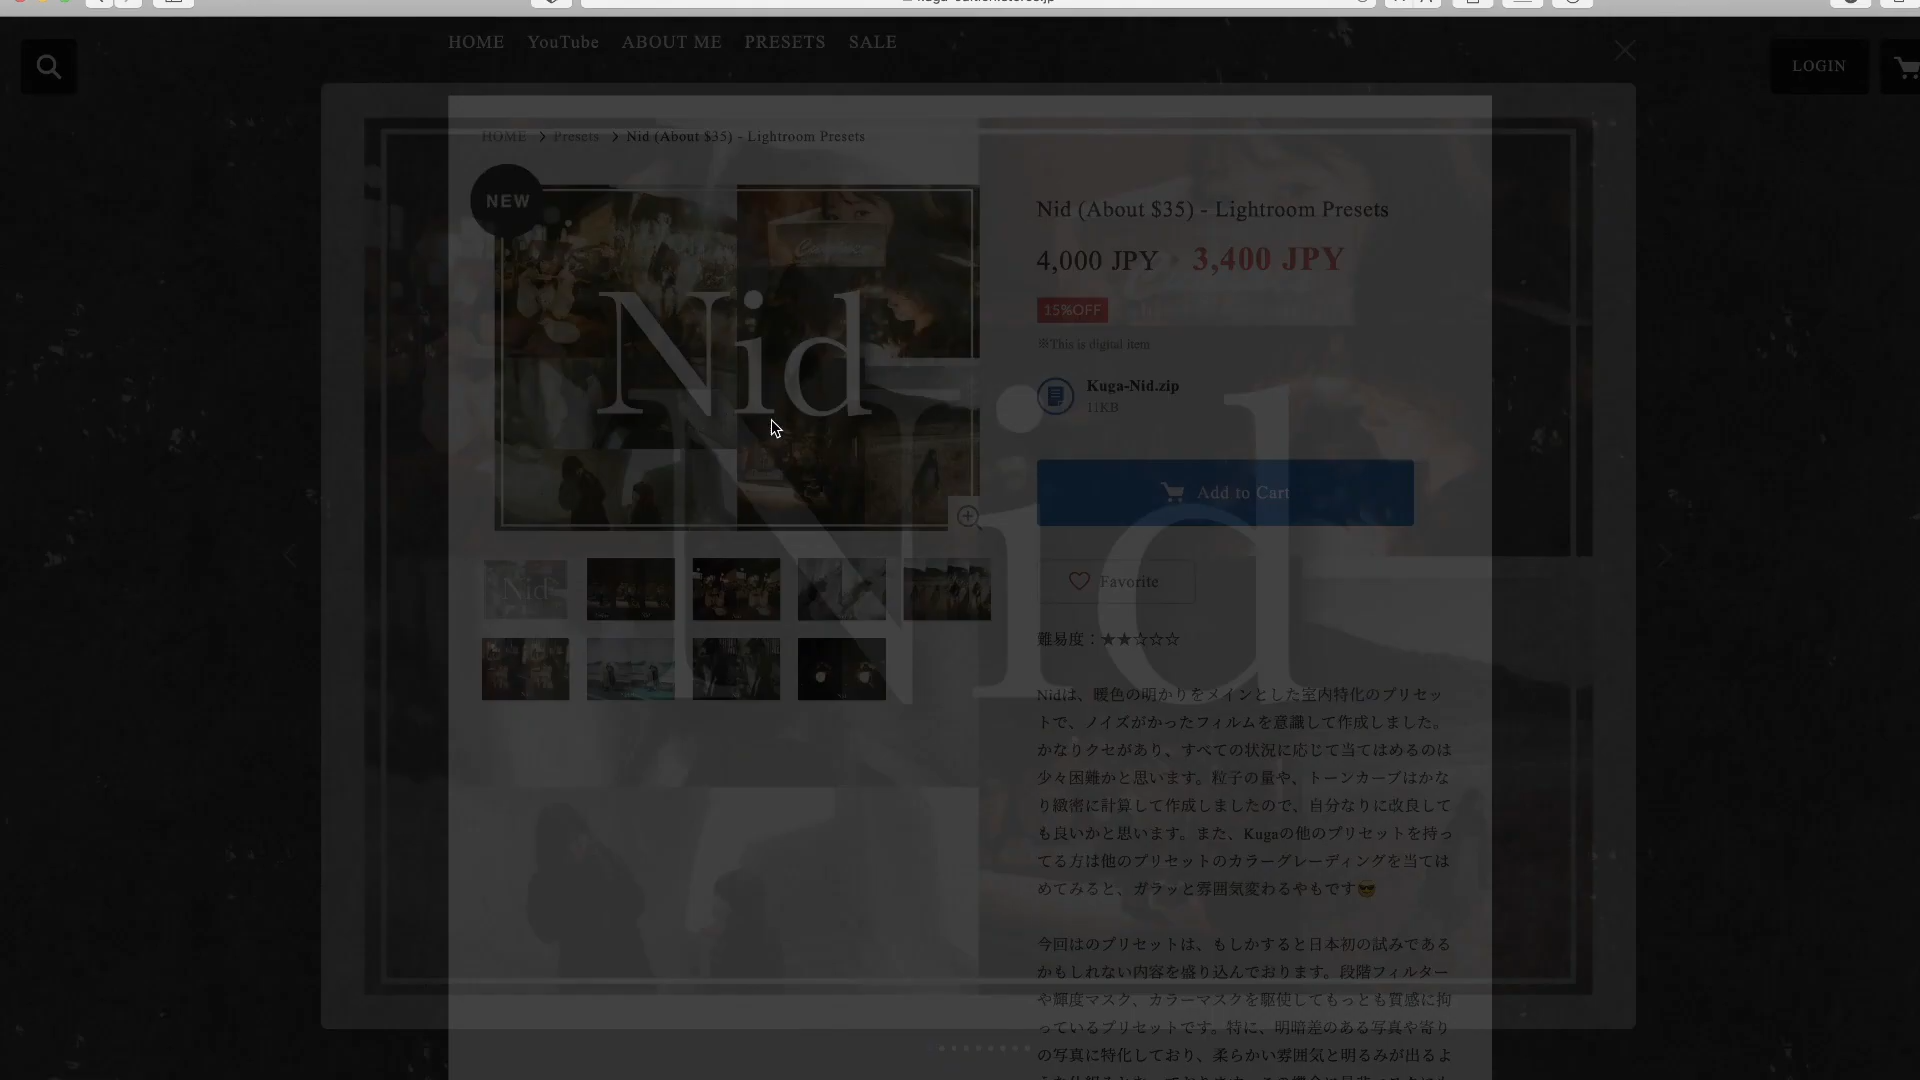 HOME YouTube ABOUT ME PRESETS SALE
LOGIN
HOME > Presets > Nid (About $35) - Lightroom Presets
NEW
Nid
Nid (About $35) - Lightroom Presets
4,000 JPY 3,400 JPY
15%OFF
※This is digital item
Kuga-Nid.zip
11KB
Add to Cart
Favorite
難易度:★★☆☆☆
Nidは、暖色の明かりをメインとした室内特化のプリセッ
トで、ノイズがかったフィルムを意識して作成しました。
かなりクセがあり、すべての状況に応じて当てはめるのは
少々困難かと思います。粒子の量や、トーンカーブはかな
り緻密に計算して作成しましたので、自分なりに改良して
も良いかと思います。また、Kugaの他のプリセットを持っ
てる方は他のプリセットのカラーグレーディングを当ては
めてみると、ガラッと雰囲気変わるやもです😎
今回はのプリセットは、もしかすると日本初の試みである
かもしれない内容を盛り込んでおります。段階フィルター
や輝度マスク、カラーマスクを駆使してもっとも質感に拘
っているプリセットです。特に、明暗差のある写真や寄り
の写真に特化しており、柔らかい雰囲気と明るみが出るよ
Nid
Nid